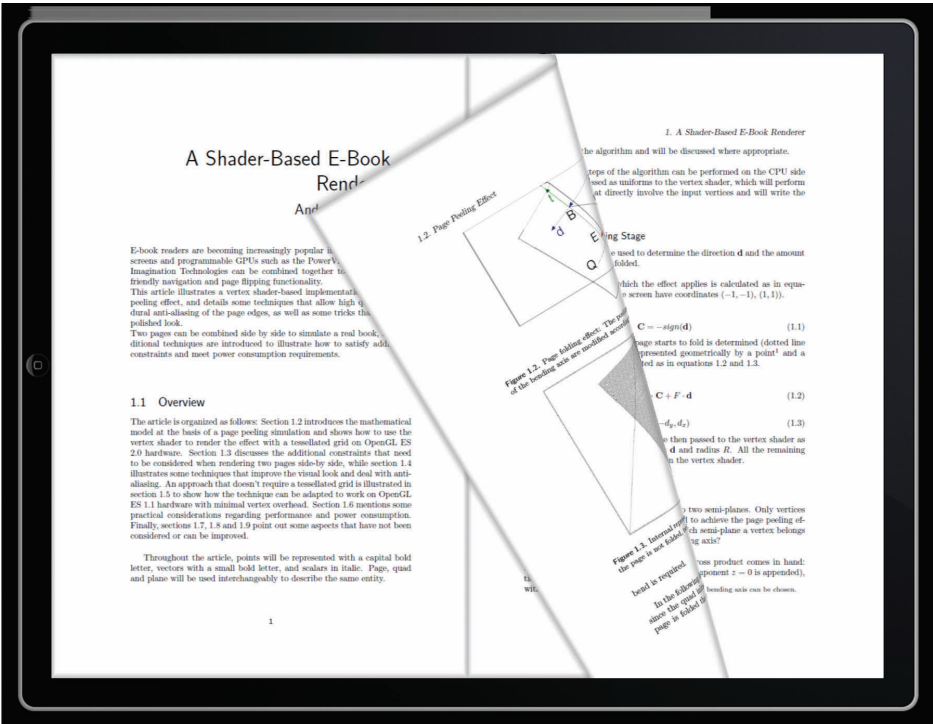 A Shader-Based E-Book
E-book readers are becoming increasingly popular
screens and programmable GPUs such as the
Imagination Technologies can be combined together
friendly navigation and page flipping functionality.
This article illustrates a vertex shader-based
peeling effect, and details some techniques that allow high
dural anti-aliasing of the page edges, as well as some tricks
polished look.
Two pages can be combined side by side to simulate a real book,
ditional techniques are introduced to illustrate how to satisfy
constraints and meet power consumption requirements.
1.1 Overview
The article is organized as follows: Section 1.2 introduces the mathematical
model at the basis of a page peeling simulation and shows how to use the
vertex shader to render the effect with a tessellated grid on OpenGL ES
2.0 hardware. Section 1.3 discusses the additional constraints that need
to be considered when rendering two pages side-by side, while section 1.4
illustrates some techniques that improve the visual look and deal with anti-
aliasing. An approach that doesn't require a tessellated grid is illustrated in
section 1.5 to show how the technique can be adapted to work on OpenGL
ES 1.1 hardware with minimal vertex overhead. Section 1.6 mentions some
practical considerations regarding performance and power consumption.
Finally, sections 1.7, 1.8 and 1.9 point out some aspects that have not been
considered or can be improved.
Throughout the article, points will be represented with a capital bold
letter, vectors with a small bold letter, and scalars in italic. Page, quad
and plane will be used interchangeably to describe the same entity.
1
1.2. Page Peeling Effect
B
d
E
Q
Figure 1.2. Page folding effect: The
of the bending axis are modified
Figure 1.3. Internal
the page is not folded,
bend is required.
In the following
since the quad
page is folded
1. A Shader-Based E-Book Renderer
the algorithm and will be discussed where appropriate.
steps of the algorithm can be performed on the CPU side
as uniforms to the vertex shader, which will perform
at directly involve the input vertices and will write the
Stage
used to determine the direction d and the amount
folded.
which the effect applies is calculated as in equa-
screen have coordinates (−1, −1), (1, 1)).
C = −sign(d) (1.1)
page starts to fold is determined (dotted line
geometrically by a point¹ and a
as in equations 1.2 and 1.3.
C + F · d (1.2)
−dy, dx) (1.3)
then passed to the vertex shader as
d and radius R. All the remaining
the vertex shader.
two semi-planes. Only vertices
to achieve the page peeling ef-
semi-plane a vertex belongs
axis?
product comes in hand:
z = 0 is appended),
bending axis can be chosen.